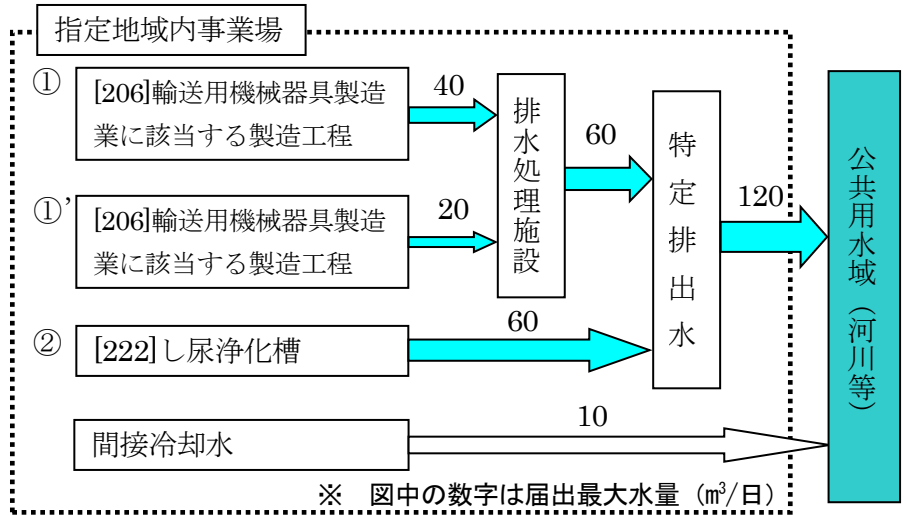 指定地域内事業場
①
[206]輸送用機械器具製造
業に該当する製造工程
40
①’
[206]輸送用機械器具製造
業に該当する製造工程
20
排水処理施設
60
②
[222]し尿浄化槽
60
特定排出水
120
間接冷却水
10
公共用水域（河川等）
※　図中の数字は届出最大水量（m³/日）